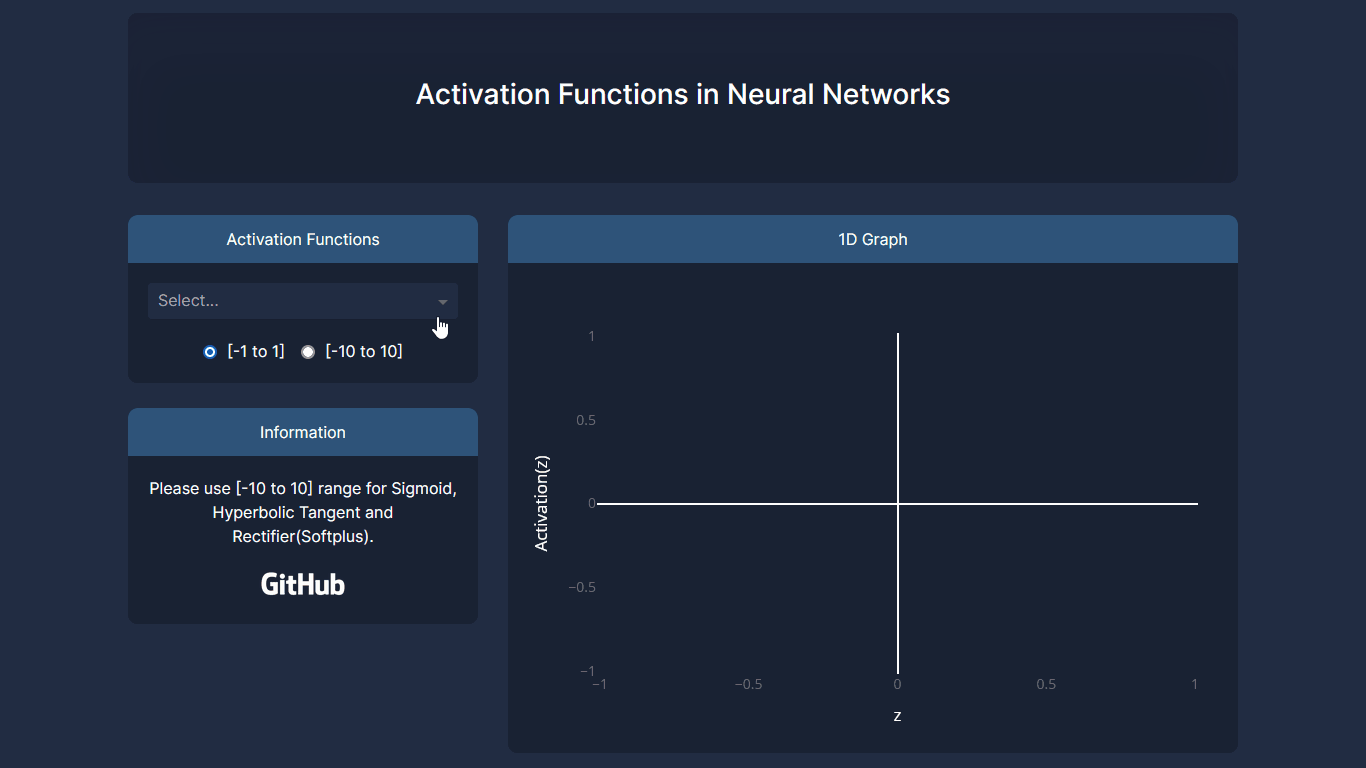 Activation Functions in Neural Networks
Activation Functions
Select...
[-1 to 1] [-10 to 10]
Information
Please use [-10 to 10] range for Sigmoid,
Hyperbolic Tangent and
Rectifier(Softplus).
GitHub
1D Graph
Activation(z)
1
0.5
0
−0.5
−1
−1 −0.5 0 0.5 1
z